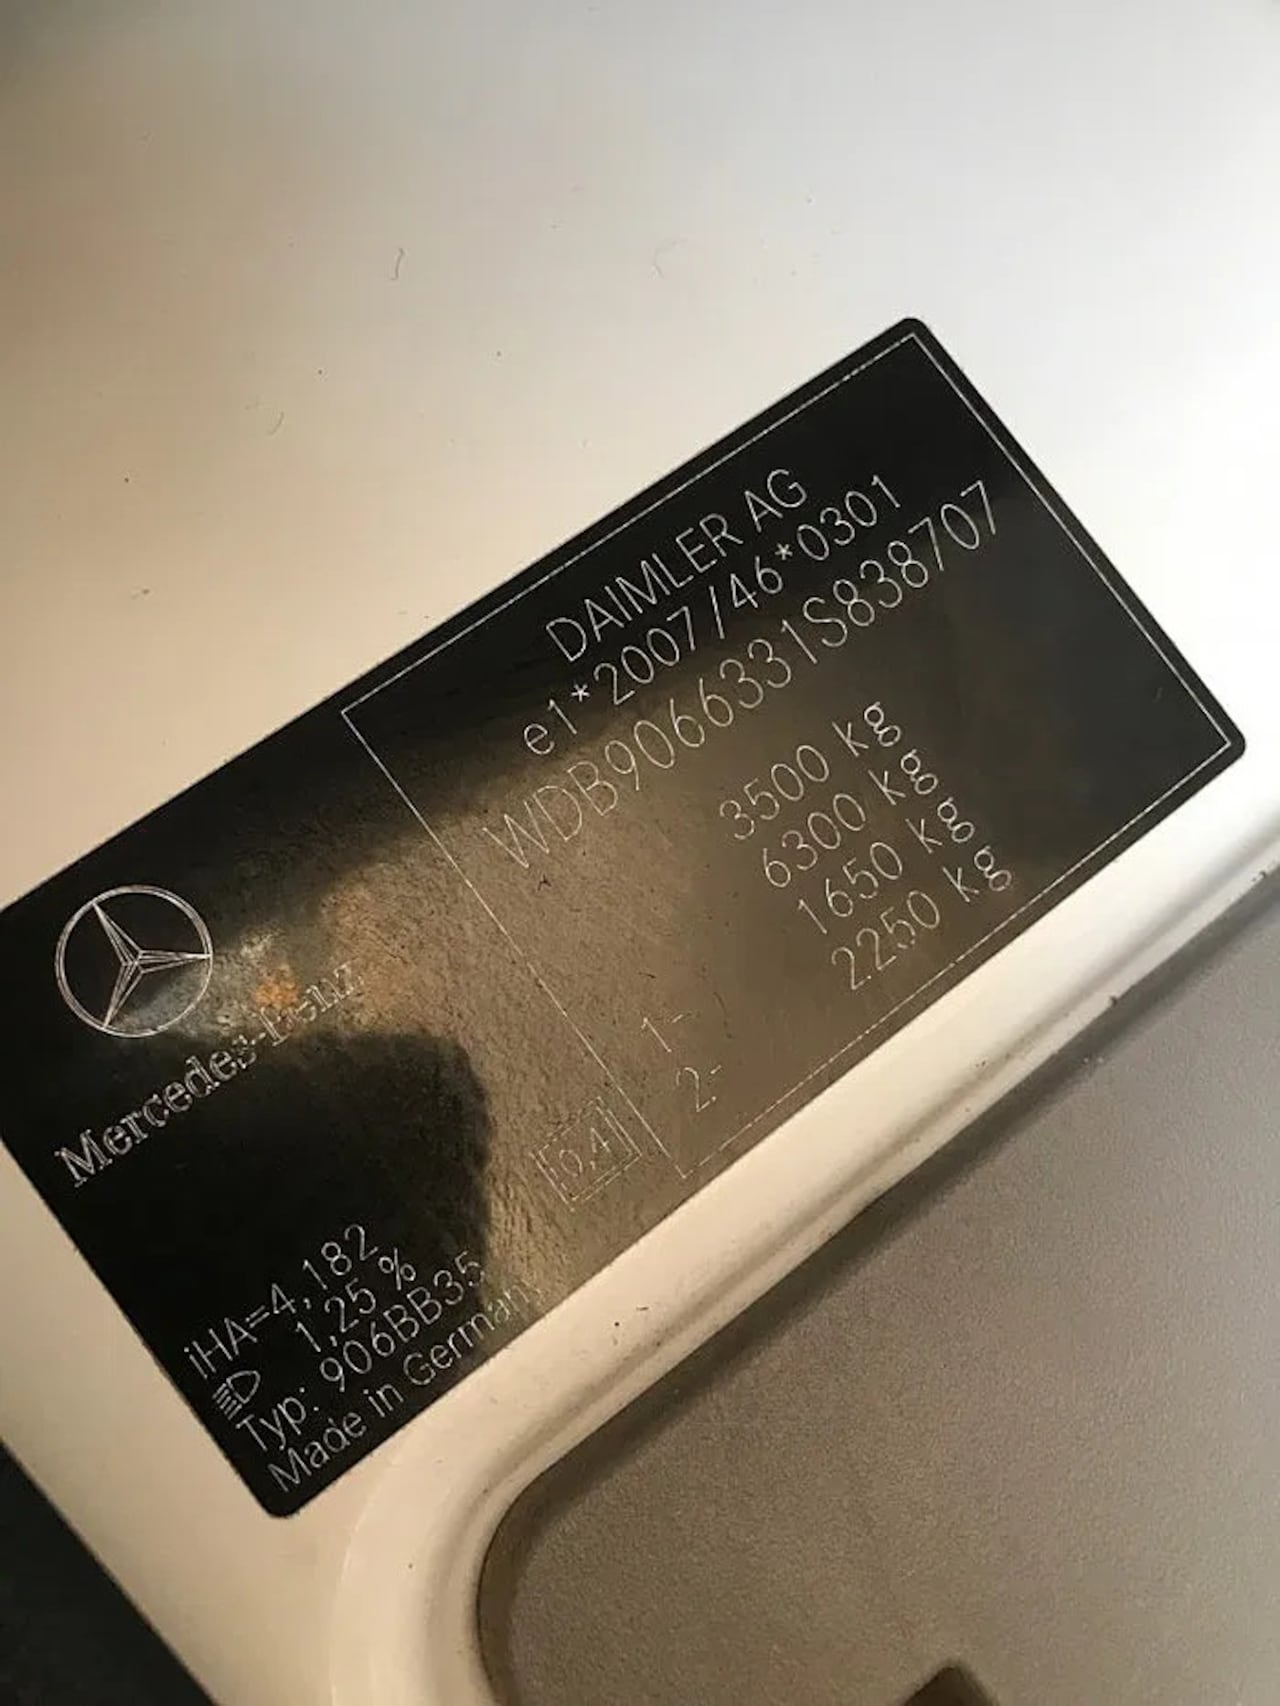 DAIMLER AG
e1*2007/46*0301
WDB9066331S838707
3500 kg
6300 kg
1- 1650 kg
2- 2250 kg
Mercedes-Benz
iHA=4,182
1,25 %
Typ: 906BB35
Made in Germany